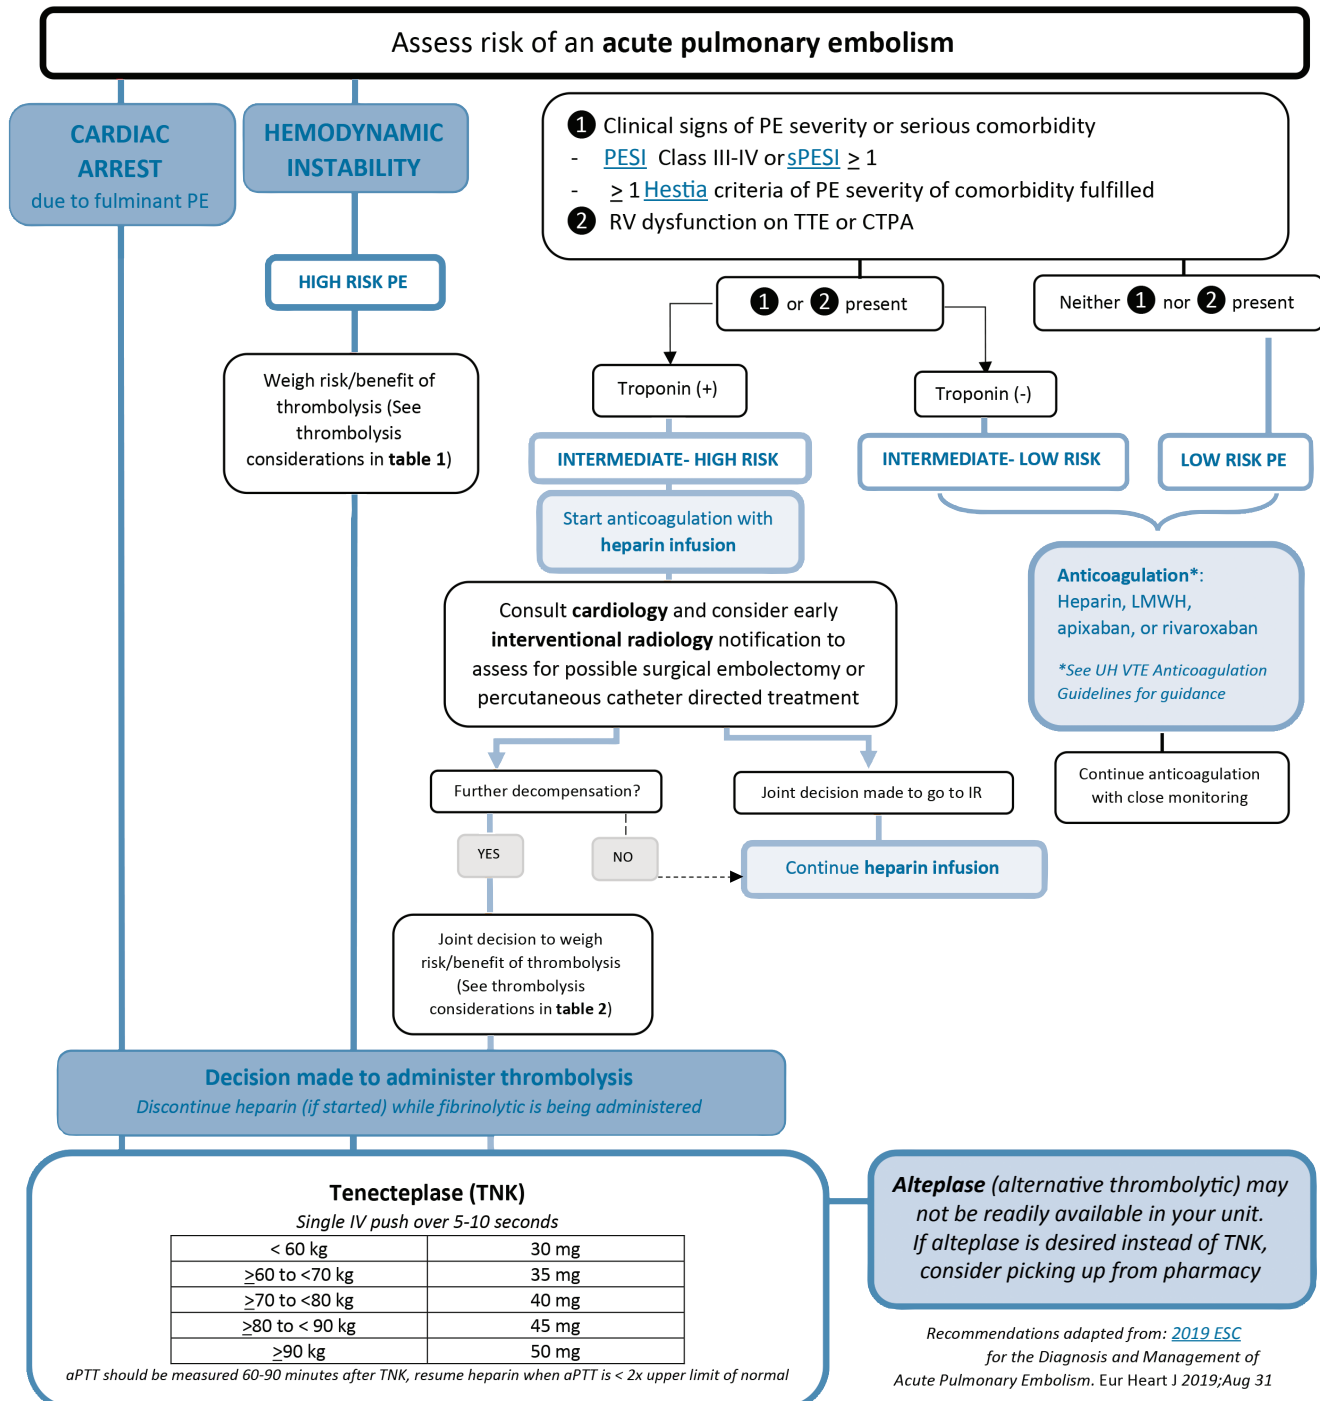 Assess risk of an acute pulmonary embolism
CARDIAC
ARREST
due to fulminant PE
HEMODYNAMIC
INSTABILITY
HIGH RISK PE
Weigh risk/benefit of
thrombolysis (See
thrombolysis
considerations in table 1)
1 Clinical signs of PE severity or serious comorbidity
- PESI Class III-IV or sPESI ≥ 1
- ≥ 1 Hestia criteria of PE severity of comorbidity fulfilled
2 RV dysfunction on TTE or CTPA
1 or 2 present
Neither 1 nor 2 present
Troponin (+)
Troponin (-)
INTERMEDIATE- HIGH RISK
INTERMEDIATE- LOW RISK
LOW RISK PE
Start anticoagulation with
heparin infusion
Consult cardiology and consider early
interventional radiology notification to
assess for possible surgical embolectomy or
percutaneous catheter directed treatment
Anticoagulation*:
Heparin, LMWH,
apixaban, or rivaroxaban
*See UH VTE Anticoagulation
Guidelines for guidance
Continue anticoagulation
with close monitoring
Further decompensation?
Joint decision made to go to IR
YES
NO
Continue heparin infusion
Joint decision to weigh
risk/benefit of thrombolysis
(See thrombolysis
considerations in table 2)
Decision made to administer thrombolysis
Discontinue heparin (if started) while fibrinolytic is being administered
Tenecteplase (TNK)
Single IV push over 5-10 seconds
< 60 kg 30 mg
≥60 to <70 kg 35 mg
≥70 to <80 kg 40 mg
≥80 to < 90 kg 45 mg
≥90 kg 50 mg
aPTT should be measured 60-90 minutes after TNK, resume heparin when aPTT is < 2x upper limit of normal
Alteplase (alternative thrombolytic) may
not be readily available in your unit.
If alteplase is desired instead of TNK,
consider picking up from pharmacy
Recommendations adapted from: 2019 ESC
for the Diagnosis and Management of
Acute Pulmonary Embolism. Eur Heart J 2019;Aug 31